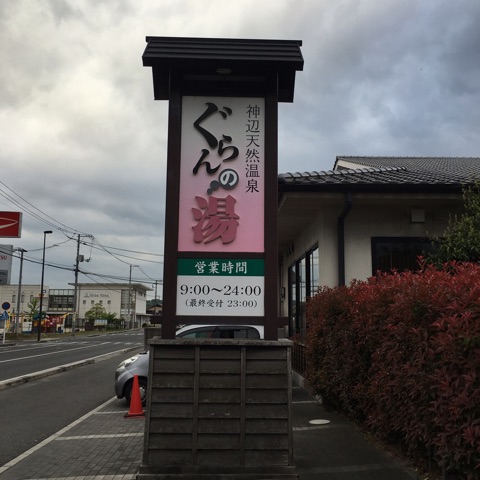 神辺天然温泉
ぐらんの湯
営業時間
9:00～24:00
(最終受付 23:00)